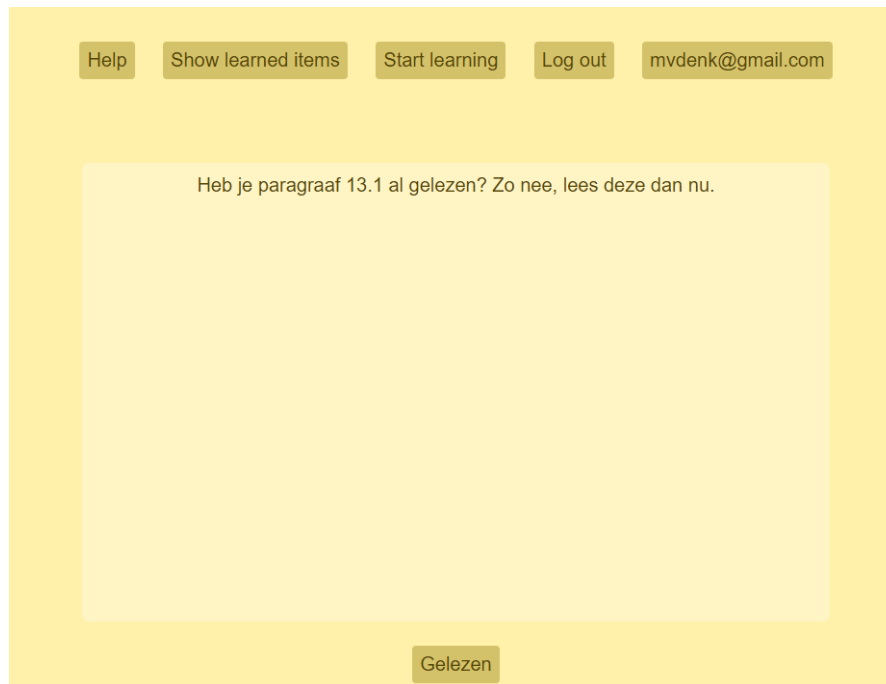 Help Show learned items Start learning Log out mvdenk@gmail.com
Heb je paragraaf 13.1 al gelezen? Zo nee, lees deze dan nu.
Gelezen